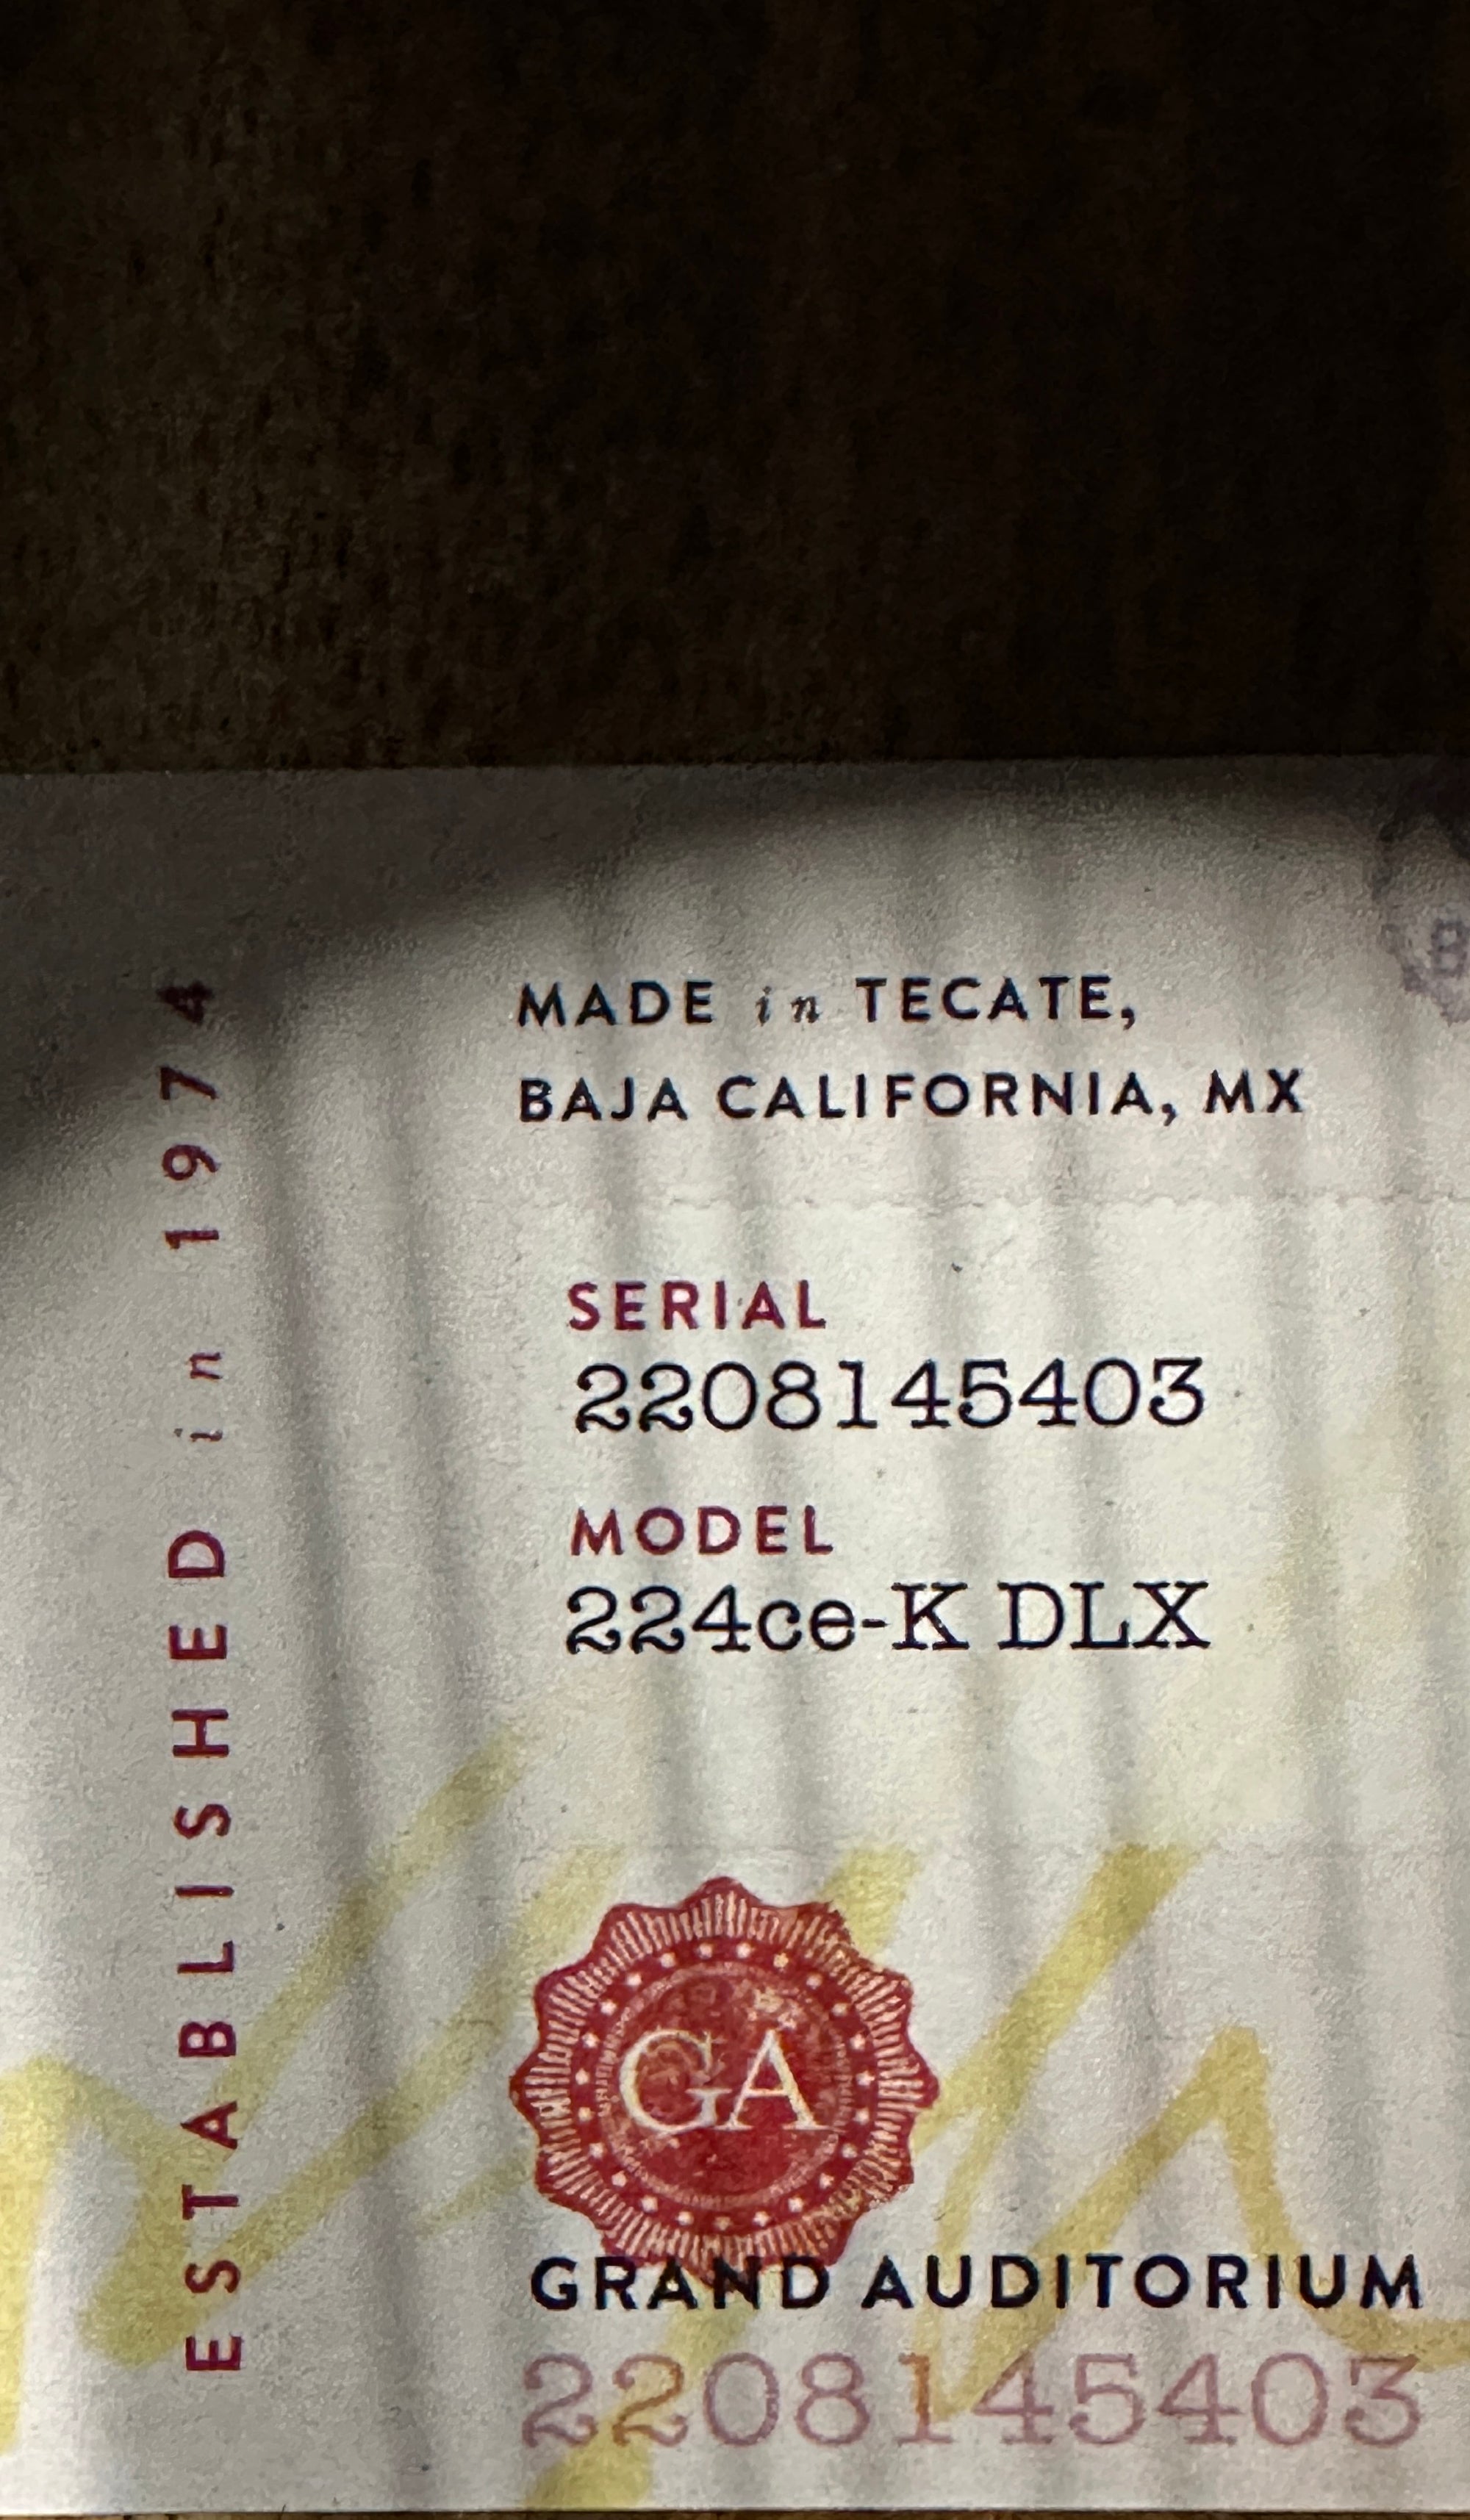 MADE in TECATE,
BAJA CALIFORNIA, MX
SERIAL
2208145403
MODEL
224ce-K DLX
GA
GRAND AUDITORIUM
2208145403
ESTABLISHED in 1974